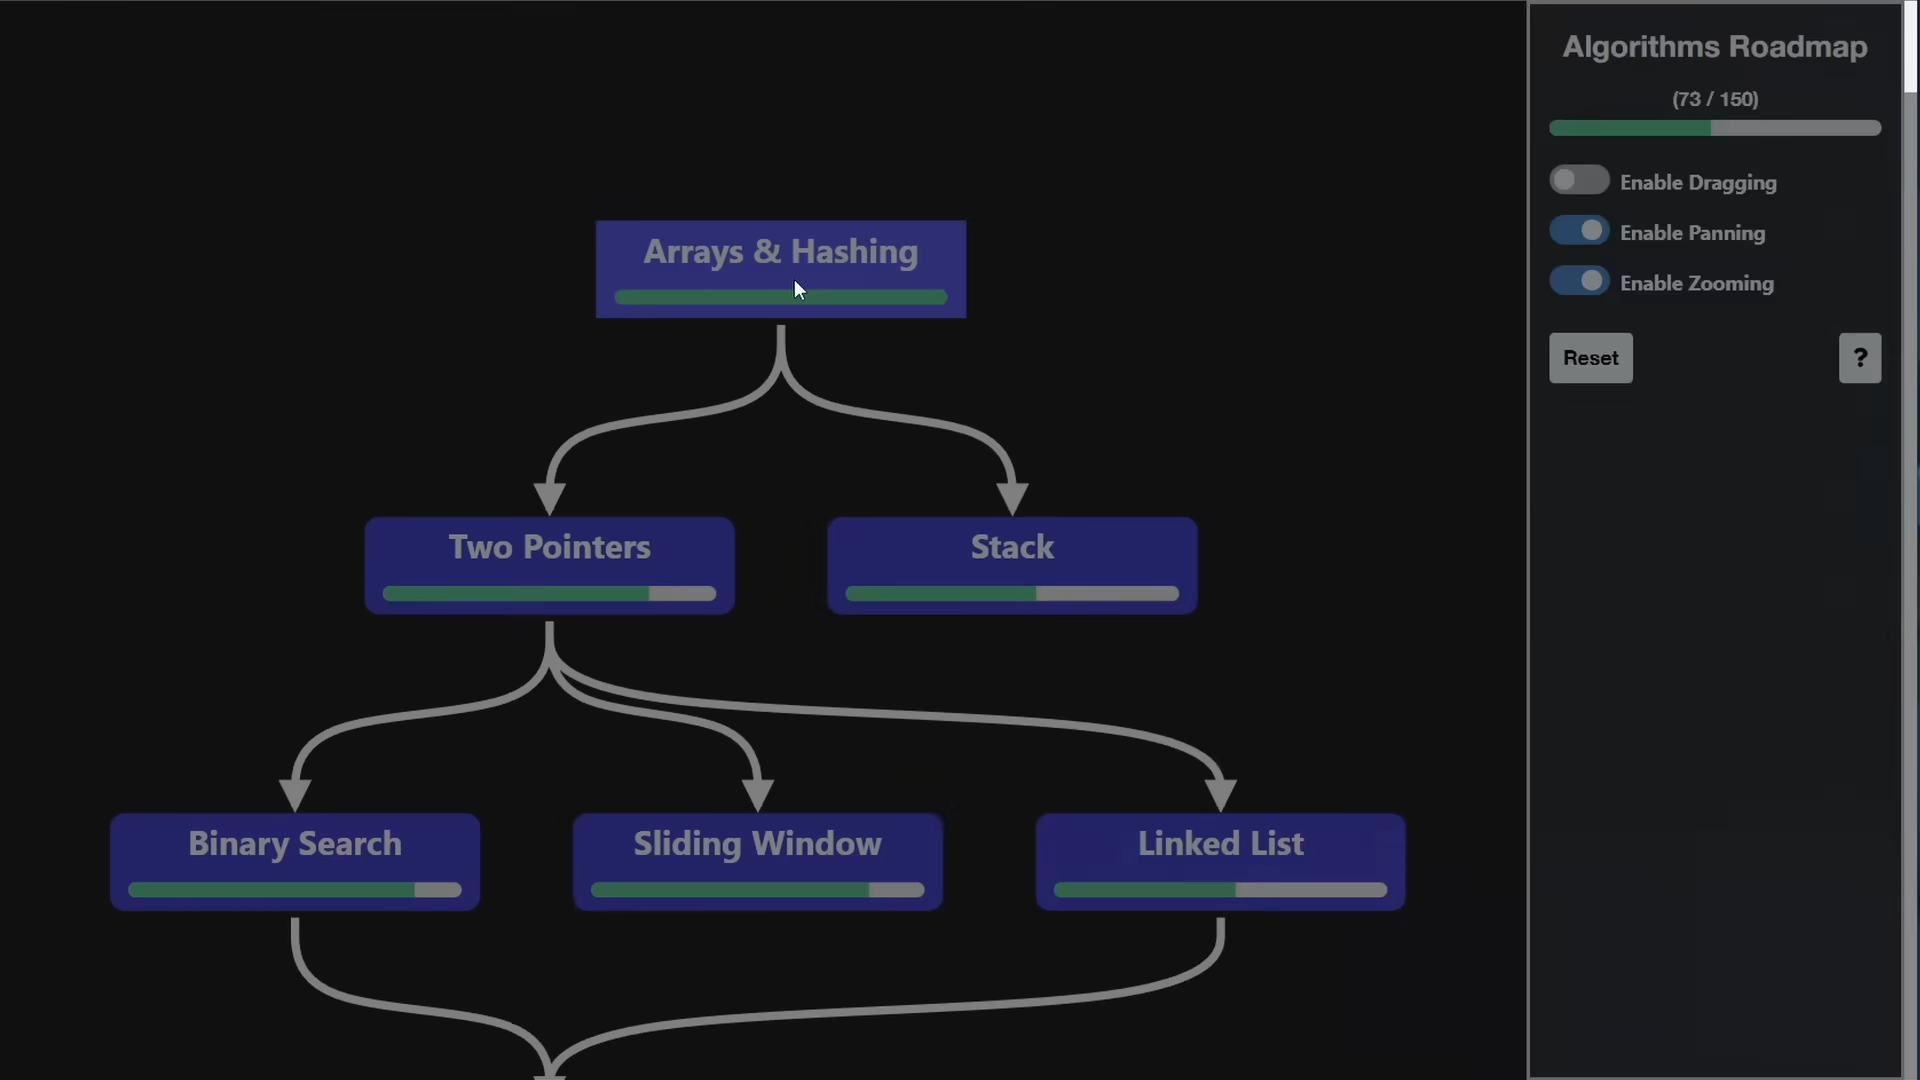 Algorithms Roadmap
(73 / 150)
Enable Dragging
Enable Panning
Enable Zooming
Reset
?
Arrays & Hashing
Two Pointers
Stack
Binary Search
Sliding Window
Linked List